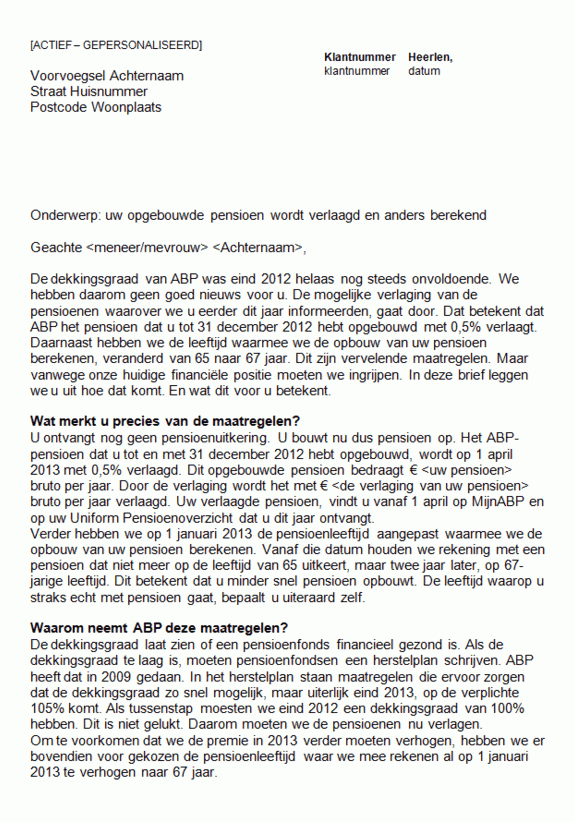 [ACTIEF – GEPERSONALISEERD]
Klantnummer Heerlen,
klantnummer datum
Voorvoegsel Achternaam
Straat Huisnummer
Postcode Woonplaats
Onderwerp: uw opgebouwde pensioen wordt verlaagd en anders berekend
Geachte <meneer/mevrouw> <Achternaam>,
De dekkingsgraad van ABP was eind 2012 helaas nog steeds onvoldoende. We
hebben daarom geen goed nieuws voor u. De mogelijke verlaging van de
pensioenen waarover we u eerder dit jaar informeerden, gaat door. Dat betekent dat
ABP het pensioen dat u tot 31 december 2012 hebt opgebouwd met 0,5% verlaagt.
Daarnaast hebben we de leeftijd waarmee we de opbouw van uw pensioen
berekenen, veranderd van 65 naar 67 jaar. Dit zijn vervelende maatregelen. Maar
vanwege onze huidige financiële positie moeten we ingrijpen. In deze brief leggen
we u uit hoe dat komt. En wat dit voor u betekent.
Wat merkt u precies van de maatregelen?
U ontvangt nog geen pensioenuitkering. U bouwt nu dus pensioen op. Het ABP-
pensioen dat u tot en met 31 december 2012 hebt opgebouwd, wordt op 1 april
2013 met 0,5% verlaagd. Dit opgebouwde pensioen bedraagt € <uw pensioen>
bruto per jaar. Door de verlaging wordt het met € <de verlaging van uw pensioen>
bruto per jaar verlaagd. Uw verlaagde pensioen, vindt u vanaf 1 april op MijnABP en
op uw Uniform Pensioenoverzicht dat u dit jaar ontvangt.
Verder hebben we op 1 januari 2013 de pensioenleeftijd aangepast waarmee we de
opbouw van uw pensioen berekenen. Vanaf die datum houden we rekening met een
pensioen dat niet meer op de leeftijd van 65 uitkeert, maar twee jaar later, op 67-
jarige leeftijd. Dit betekent dat u minder snel pensioen opbouwt. De leeftijd waarop u
straks echt met pensioen gaat, bepaalt u uiteraard zelf.
Waarom neemt ABP deze maatregelen?
De dekkingsgraad laat zien of een pensioenfonds financieel gezond is. Als de
dekkingsgraad te laag is, moeten pensioenfondsen een herstelplan schrijven. ABP
heeft dat in 2009 gedaan. In het herstelplan staan maatregelen die ervoor zorgen
dat de dekkingsgraad zo snel mogelijk, maar uiterlijk eind 2013, op de verplichte
105% komt. Als tussenstap moesten we eind 2012 een dekkingsgraad van 100%
hebben. Dit is niet gelukt. Daarom moeten we de pensioenen nu verlagen.
Om te voorkomen dat we de premie in 2013 verder moeten verhogen, hebben we er
bovendien voor gekozen de pensioenleeftijd waar we mee rekenen al op 1 januari
2013 te verhogen naar 67 jaar.